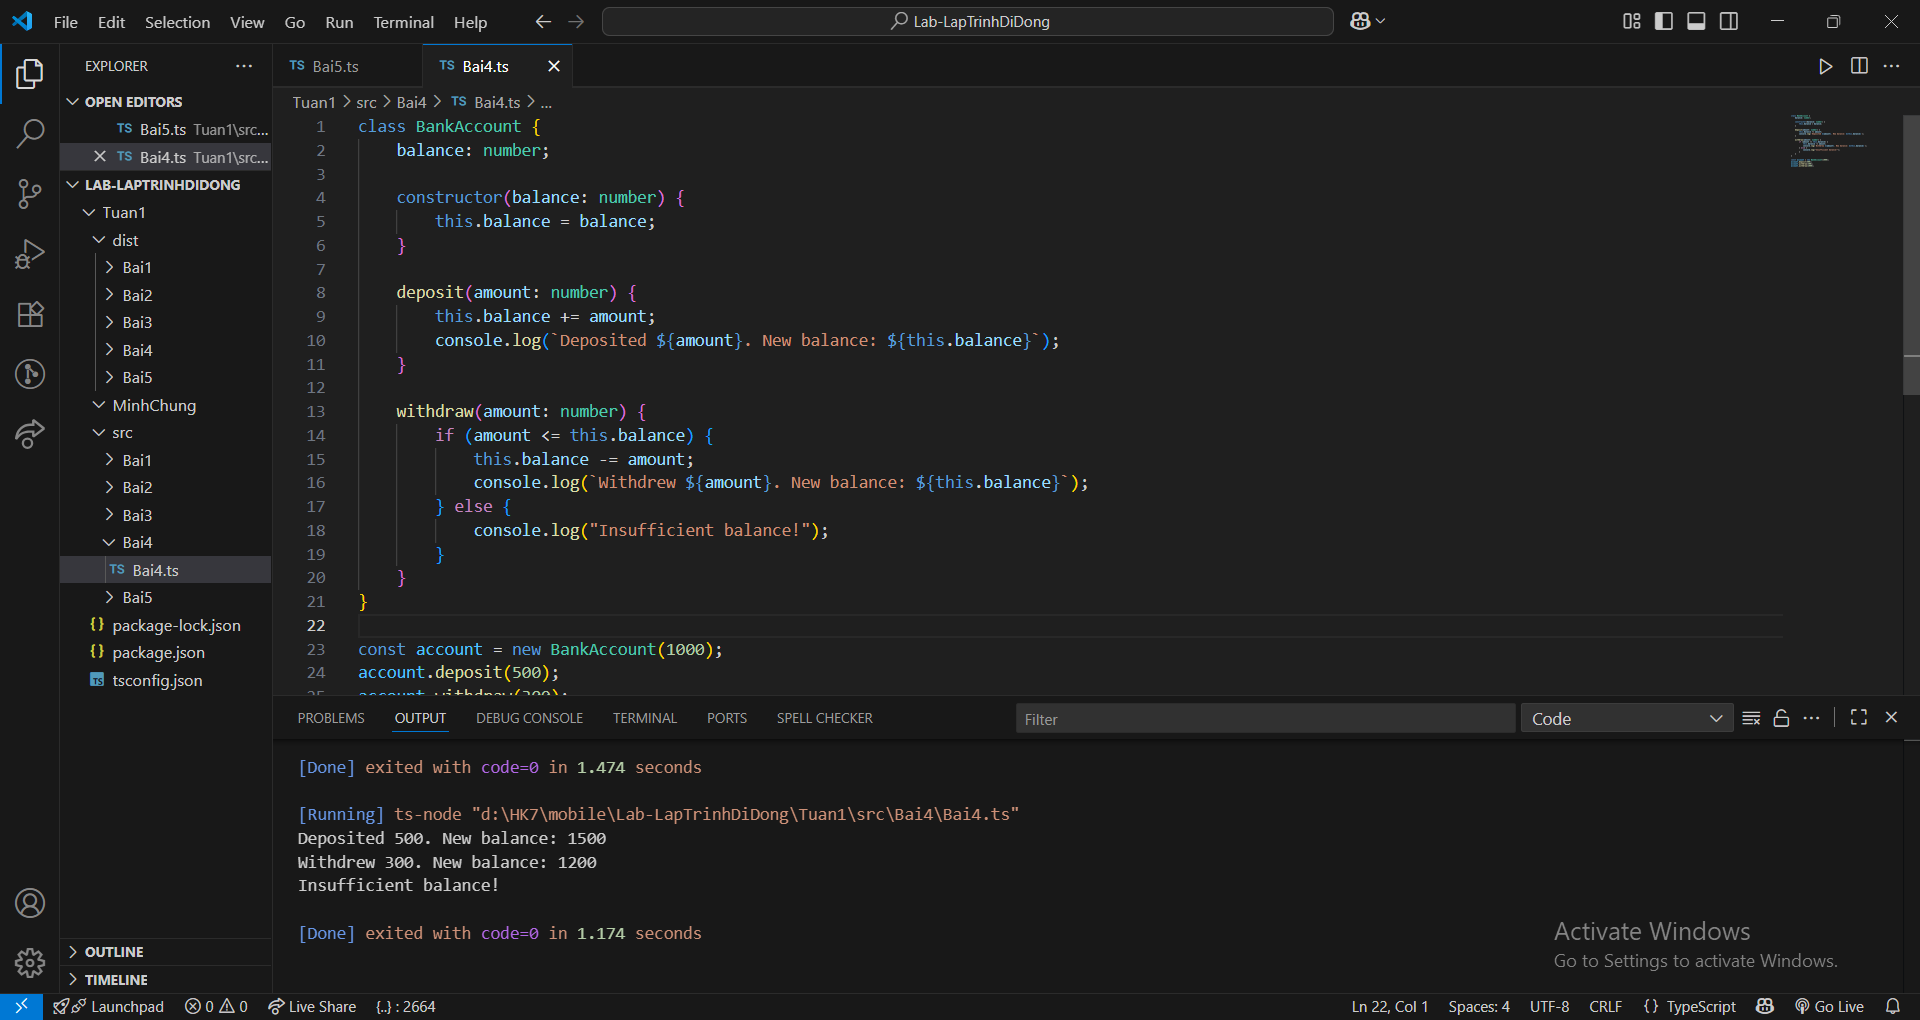 File Edit Selection View Go Run Terminal Help
Lab-LapTrinhDiDong
EXPLORER
OPEN EDITORS
TS Bai5.ts Tuan1\src...
TS Bai4.ts Tuan1\src...
LAB-LAPTRINHDIDONG
Tuan1
dist
Bai1
Bai2
Bai3
Bai4
Bai5
MinhChung
src
Bai1
Bai2
Bai3
Bai4
TS Bai4.ts
Bai5
{} package-lock.json
{} package.json
TS tsconfig.json
OUTLINE
TIMELINE
TS Bai5.ts
TS Bai4.ts
Tuan1 > src > Bai4 > TS Bai4.ts > ...
1 class BankAccount {
2     balance: number;
3
4     constructor(balance: number) {
5         this.balance = balance;
6     }
7
8     deposit(amount: number) {
9         this.balance += amount;
10         console.log(`Deposited ${amount}. New balance: ${this.balance}`);
11     }
12
13     withdraw(amount: number) {
14         if (amount <= this.balance) {
15             this.balance -= amount;
16             console.log(`Withdrew ${amount}. New balance: ${this.balance}`);
17         } else {
18             console.log("Insufficient balance!");
19         }
20     }
21 }
22
23 const account = new BankAccount(1000);
24 account.deposit(500);
25 account.withdraw(300);
PROBLEMS OUTPUT DEBUG CONSOLE TERMINAL PORTS SPELL CHECKER
Filter
Code
[Done] exited with code=0 in 1.474 seconds
[Running] ts-node "d:\HK7\mobile\Lab-LapTrinhDiDong\Tuan1\src\Bai4\Bai4.ts"
Deposited 500. New balance: 1500
Withdrew 300. New balance: 1200
Insufficient balance!
[Done] exited with code=0 in 1.174 seconds
Activate Windows
Go to Settings to activate Windows.
Launchpad 0 0 Live Share {..} : 2664
Ln 22, Col 1 Spaces: 4 UTF-8 CRLF {} TypeScript Go Live